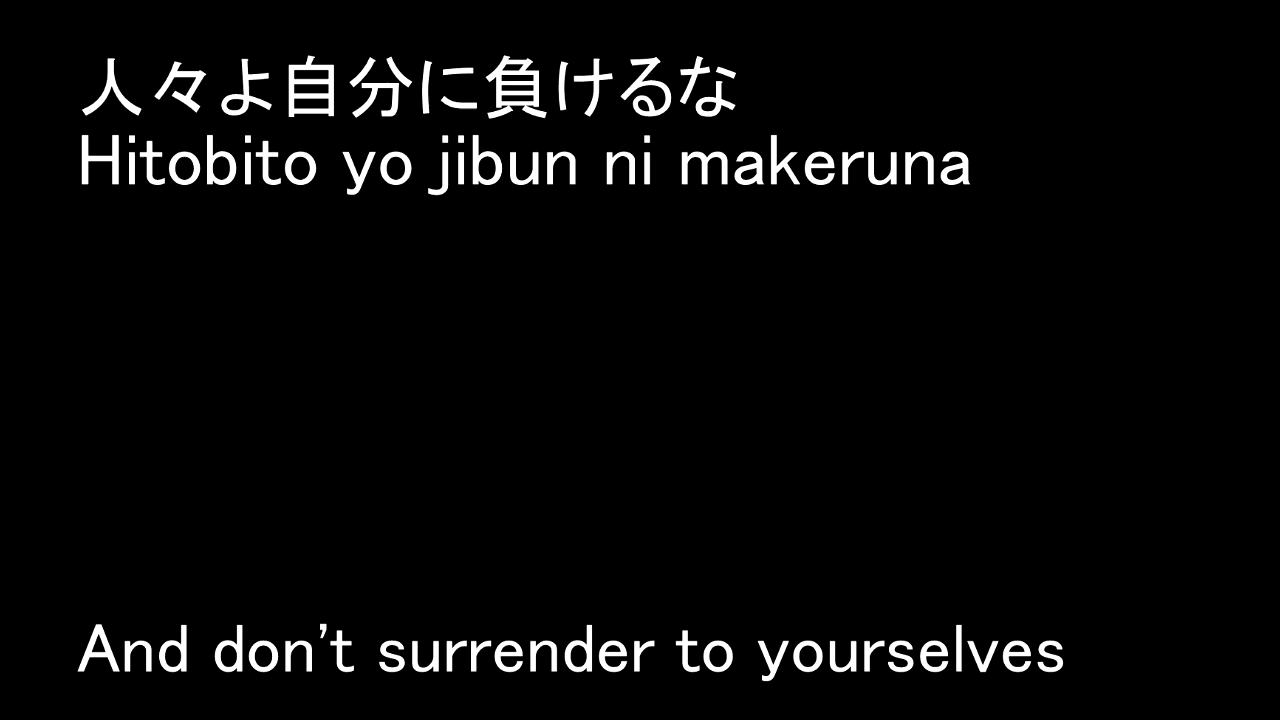 人々よ自分に負けるな
Hitobito yo jibun ni makeruna
And don't surrender to yourselves